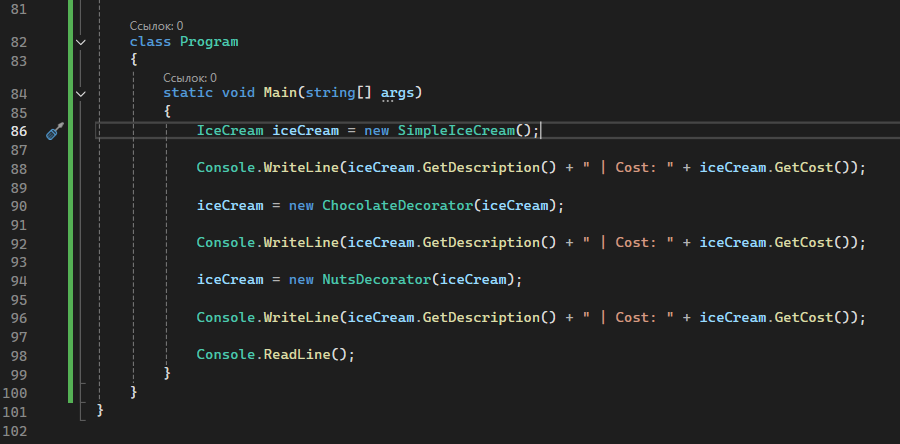 81
Ссылок: 0
82 class Program
83 {
Ссылок: 0
84 static void Main(string[] args)
85 {
86 IceCream iceCream = new SimpleIceCream();
87
88 Console.WriteLine(iceCream.GetDescription() + " | Cost: " + iceCream.GetCost());
89
90 iceCream = new ChocolateDecorator(iceCream);
91
92 Console.WriteLine(iceCream.GetDescription() + " | Cost: " + iceCream.GetCost());
93
94 iceCream = new NutsDecorator(iceCream);
95
96 Console.WriteLine(iceCream.GetDescription() + " | Cost: " + iceCream.GetCost());
97
98 Console.ReadLine();
99 }
100 }
101 }
102